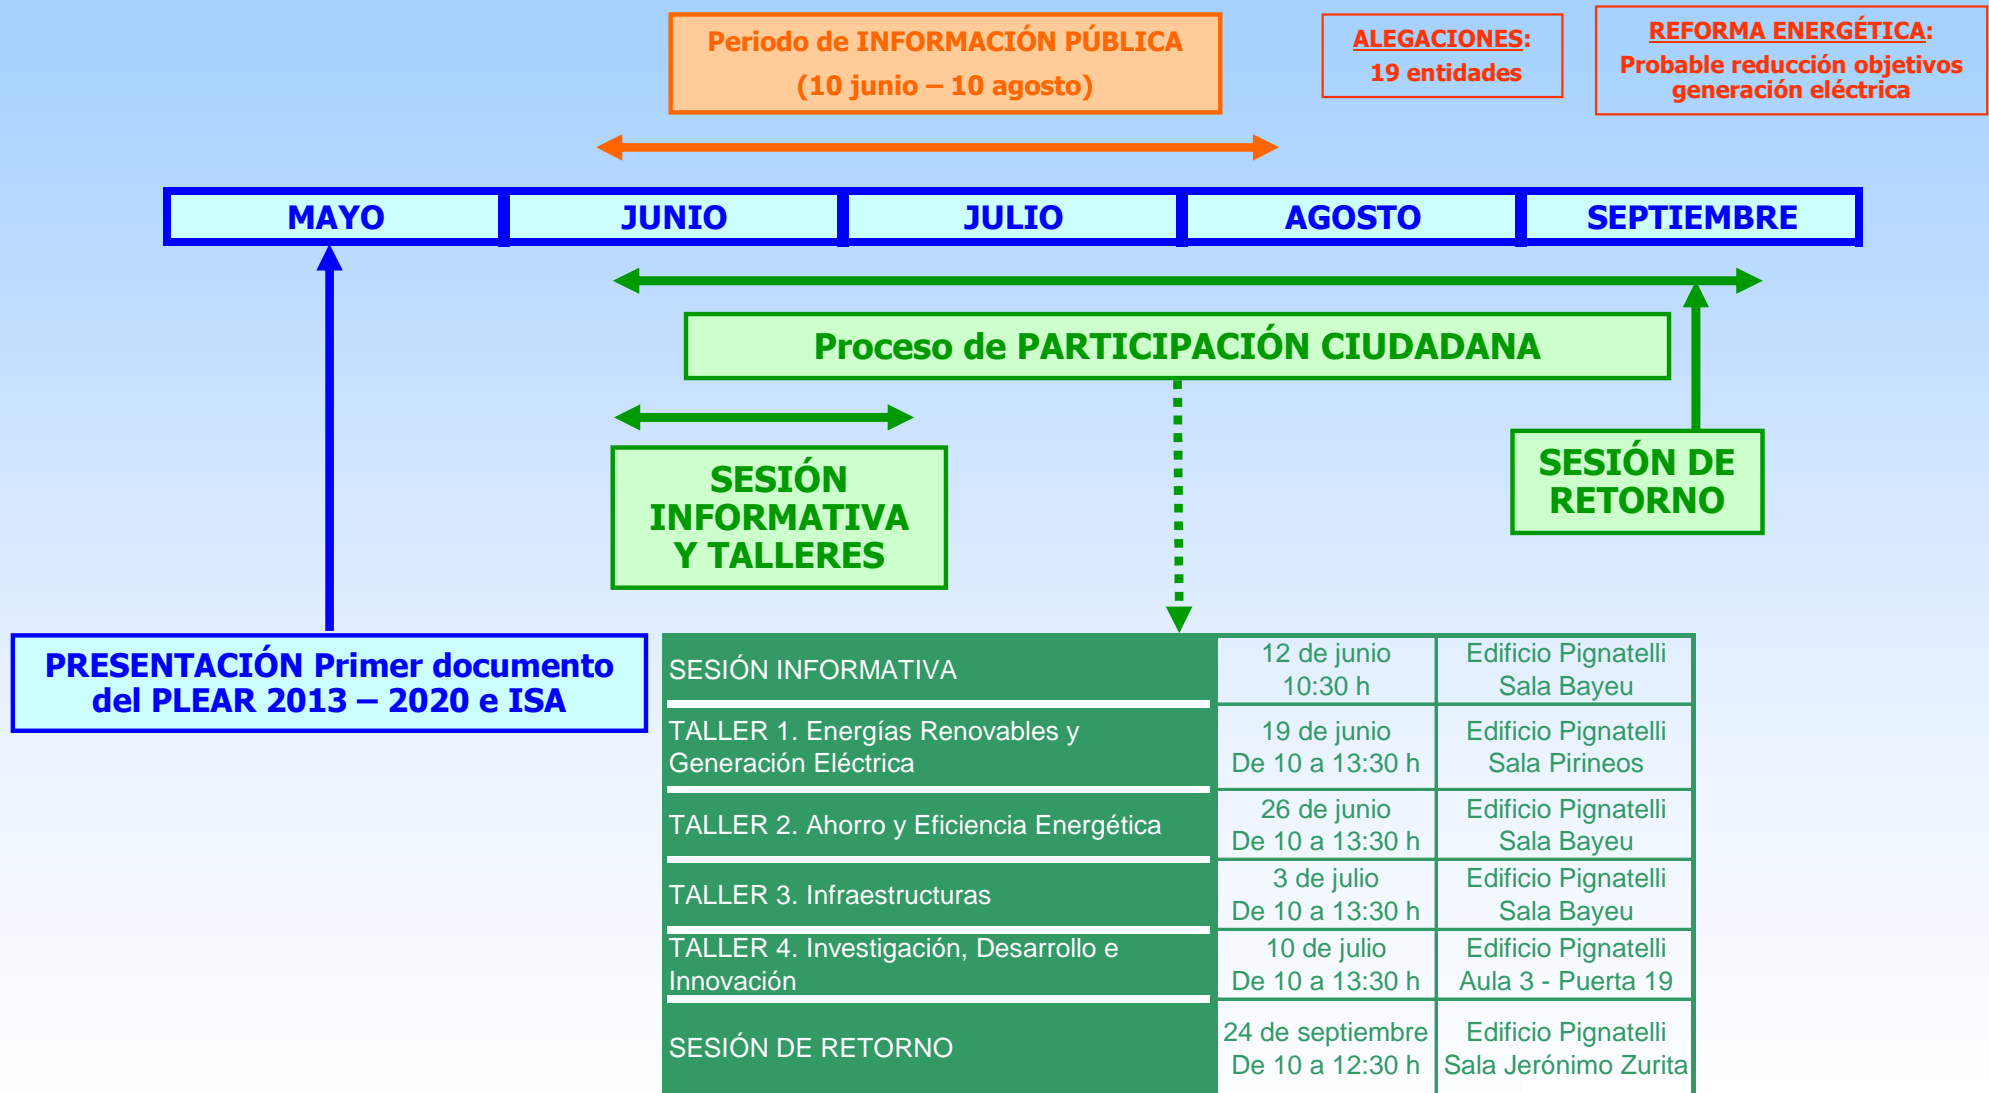 Periodo de INFORMACIÓN PÚBLICA
(10 junio – 10 agosto)
ALEGACIONES:
19 entidades
REFORMA ENERGÉTICA:
Probable reducción objetivos
generación eléctrica
MAYO
JUNIO
JULIO
AGOSTO
SEPTIEMBRE
Proceso de PARTICIPACIÓN CIUDADANA
SESIÓN
INFORMATIVA
Y TALLERES
SESIÓN DE
RETORNO
PRESENTACIÓN Primer documento
del PLEAR 2013 – 2020 e ISA
SESIÓN INFORMATIVA
12 de junio
10:30 h
Edificio Pignatelli
Sala Bayeu
TALLER 1. Energías Renovables y
Generación Eléctrica
19 de junio
De 10 a 13:30 h
Edificio Pignatelli
Sala Pirineos
TALLER 2. Ahorro y Eficiencia Energética
26 de junio
De 10 a 13:30 h
Edificio Pignatelli
Sala Bayeu
TALLER 3. Infraestructuras
3 de julio
De 10 a 13:30 h
Edificio Pignatelli
Sala Bayeu
TALLER 4. Investigación, Desarrollo e
Innovación
10 de julio
De 10 a 13:30 h
Edificio Pignatelli
Aula 3 - Puerta 19
SESIÓN DE RETORNO
24 de septiembre
De 10 a 12:30 h
Edificio Pignatelli
Sala Jerónimo Zurita